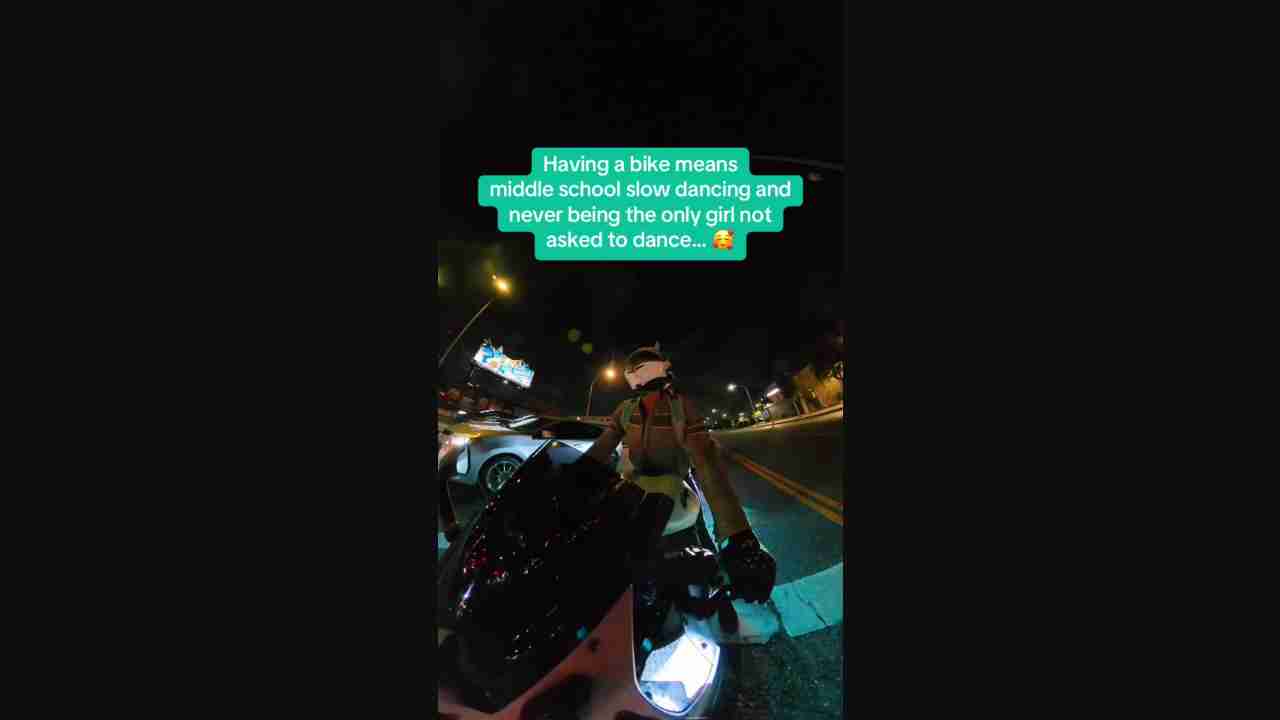 Having a bike means
middle school slow dancing and
never being the only girl not
asked to dance... 🥰